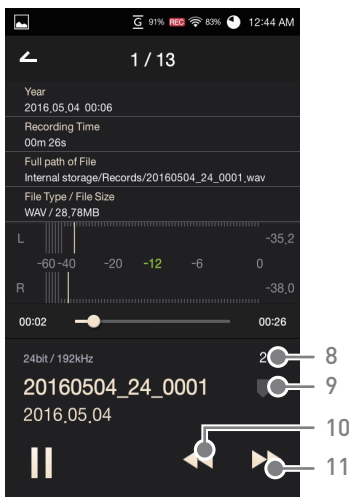 G 91% REC 83% 12:44 AM
1 / 13
Year
2016.05.04 00:06
Recording Time
00m 26s
Full path of File
Internal storage/Records/20160504_24_0001.wav
File Type / File Size
WAV / 28.78MB
L -35.2
-60 -40 -20 -12 -6 0
R -38.0
00:02 00:26
24bit / 192kHz 8
20160504_24_0001 9
2016.05.04
10
11